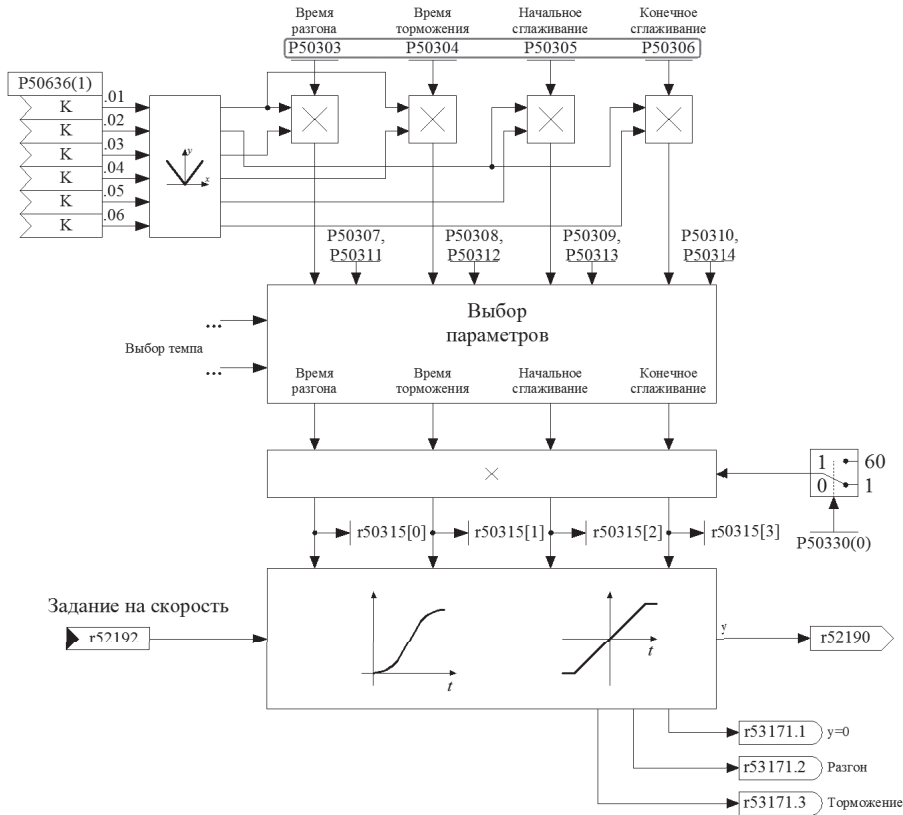 Время разгона
Время торможения
Начальное сглаживание
Конечное сглаживание
P50303
P50304
P50305
P50306
P50636(1)
K .01
K .02
K .03
K .04
K .05
K .06
y
x
P50307, P50311
P50308, P50312
P50309, P50313
P50310, P50314
Выбор параметров
...
Выбор темпа
...
Время разгона
Время торможения
Начальное сглаживание
Конечное сглаживание
1 60
0 1
P50330(0)
r50315[0]
r50315[1]
r50315[2]
r50315[3]
Задание на скорость
r52192
t
t
y
r52190
r53171.1 y=0
r53171.2 Разгон
r53171.3 Торможение